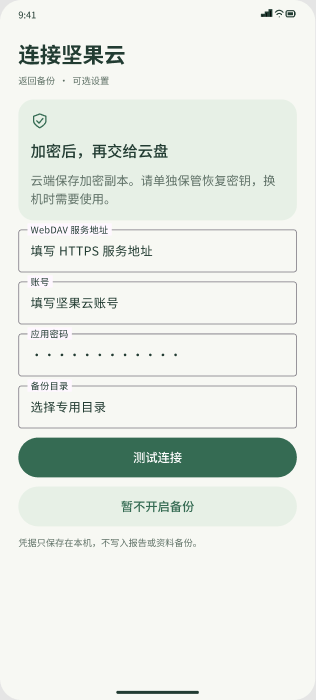 9:41
连接坚果云
返回备份 · 可选设置
加密后，再交给云盘
云端保存加密副本。请单独保管恢复密钥，换
机时需要使用。
WebDAV 服务地址
填写 HTTPS 服务地址
账号
填写坚果云账号
应用密码
• • • • • • • • • • • •
备份目录
选择专用目录
测试连接
暂不开启备份
凭据只保存在本机，不写入报告或资料备份。